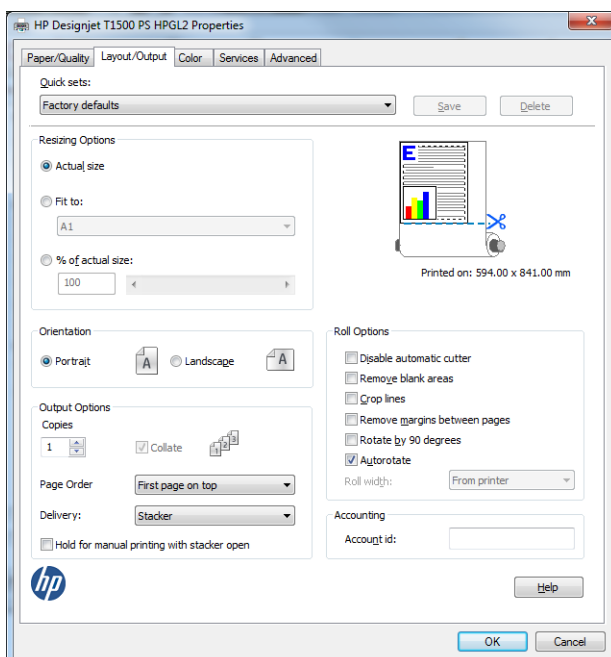 HP Designjet T1500 PS HPGL2 Properties
Paper/Quality Layout/Output Color Services Advanced
Quick sets:
Factory defaults Save Delete
Resizing Options
Actual size
Fit to:
A1
% of actual size:
100
E
Printed on: 594.00 x 841.00 mm
Orientation
Portrait A Landscape A
Output Options
Copies
1 Collate 1 2 3
Page Order First page on top
Delivery: Stacker
Hold for manual printing with stacker open
Roll Options
Disable automatic cutter
Remove blank areas
Crop lines
Remove margins between pages
Rotate by 90 degrees
Autorotate
Roll width: From printer
Accounting
Account id:
hp
Help
OK Cancel